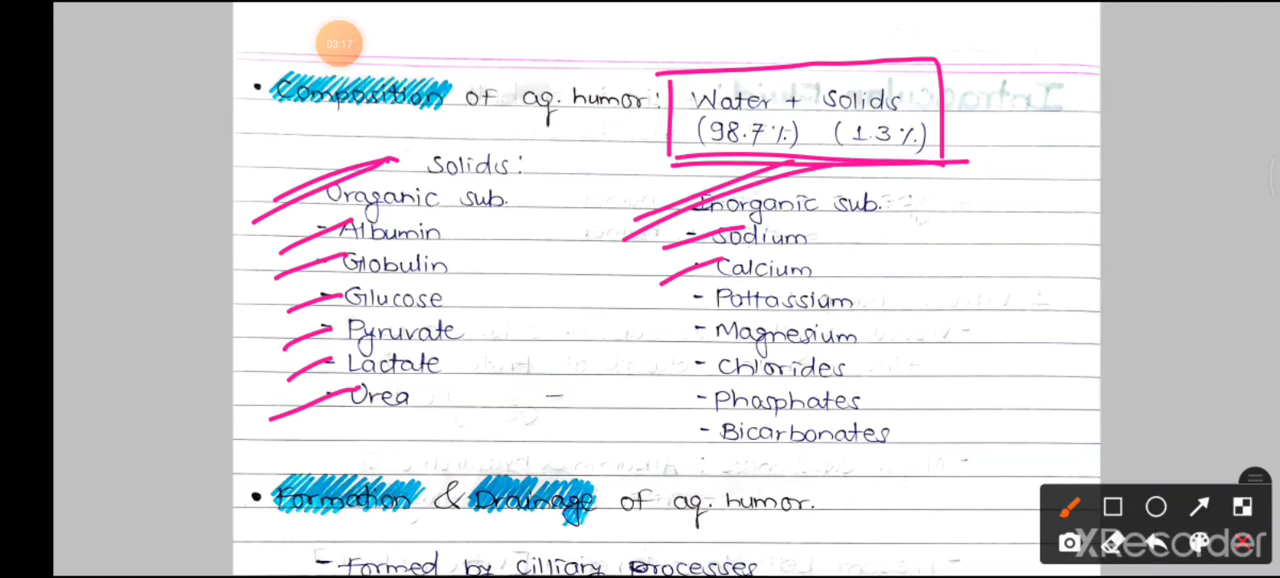 03:17
• Composition of aq. humor: Water + Solids
(98.7%) (1.3%)
Solids:
Oraganic sub.
- Albumin
- Globulin
- Glucose
- Pyruvate
- Lactate
- Urea -
Inorganic sub.
- Sodium
- Calcium
- Pottassium
- Magnesium
- Chlorides
- Phosphates
- Bicarbonates
• Formation & Drainage of aq. humor.
- Formed by cilliary processes
XRecorder